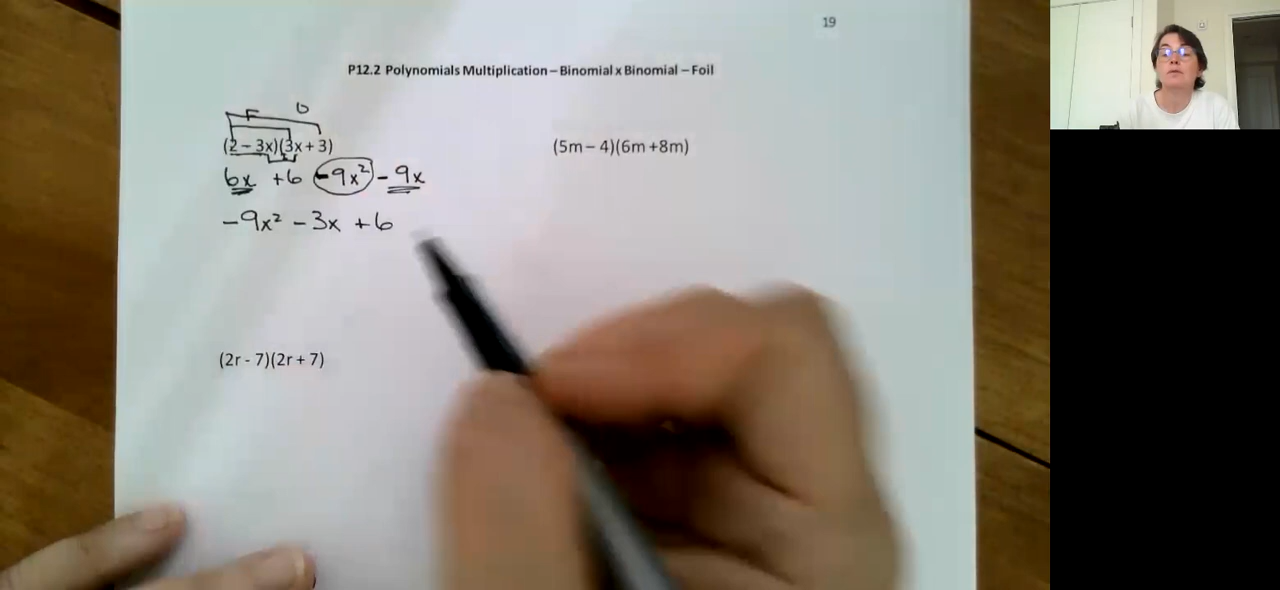 19
P12.2 Polynomials Multiplication – Binomial x Binomial – Foil
F O
(2 – 3x)(3x + 3)
6x +6 -9x² - 9x
-9x² - 3x + 6
(5m – 4)(6m +8m)
(2r - 7)(2r + 7)